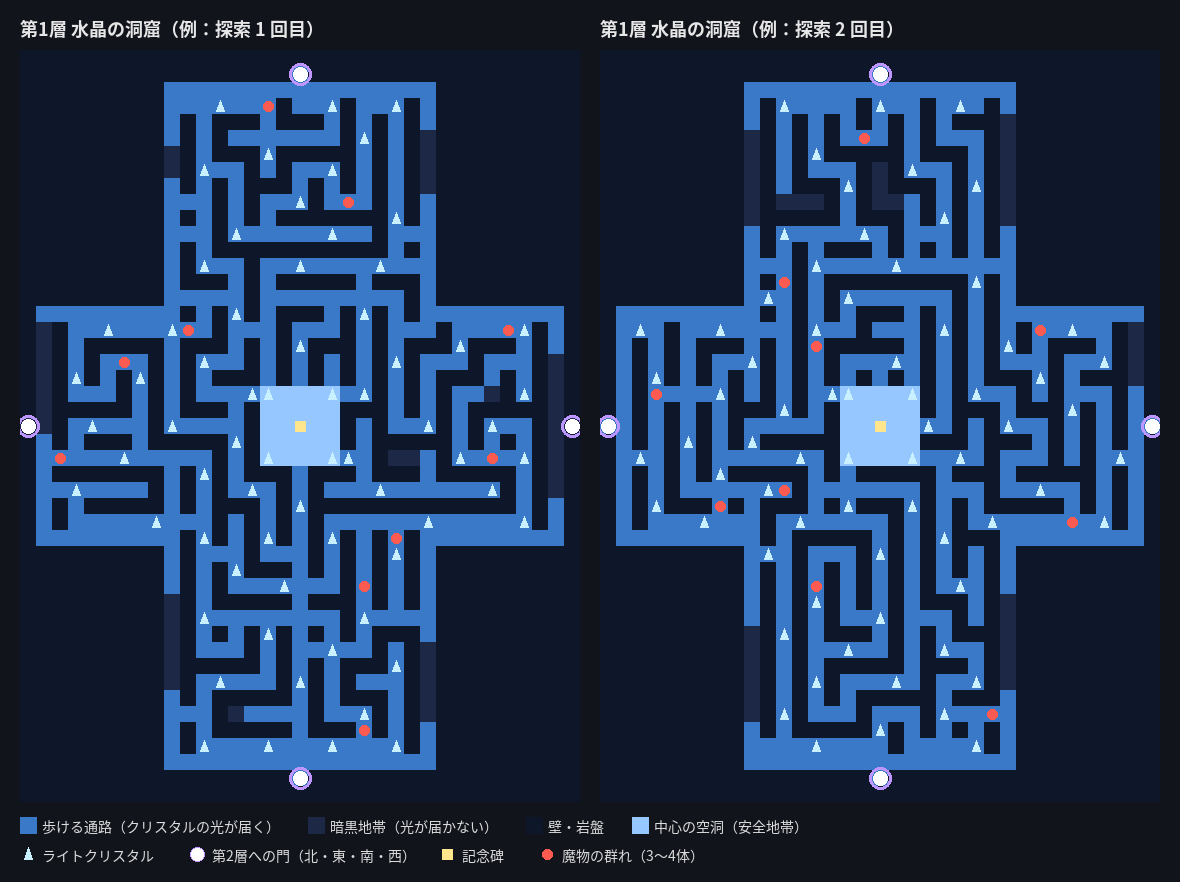 第1層 水晶の洞窟（例：探索 1 回目）
第1層 水晶の洞窟（例：探索 2 回目）
歩ける通路（クリスタルの光が届く）
暗黒地帯（光が届かない）
壁・岩盤
中心の空洞（安全地帯）
ライトクリスタル
第2層への門（北・東・南・西）
記念碑
魔物の群れ（3〜4体）